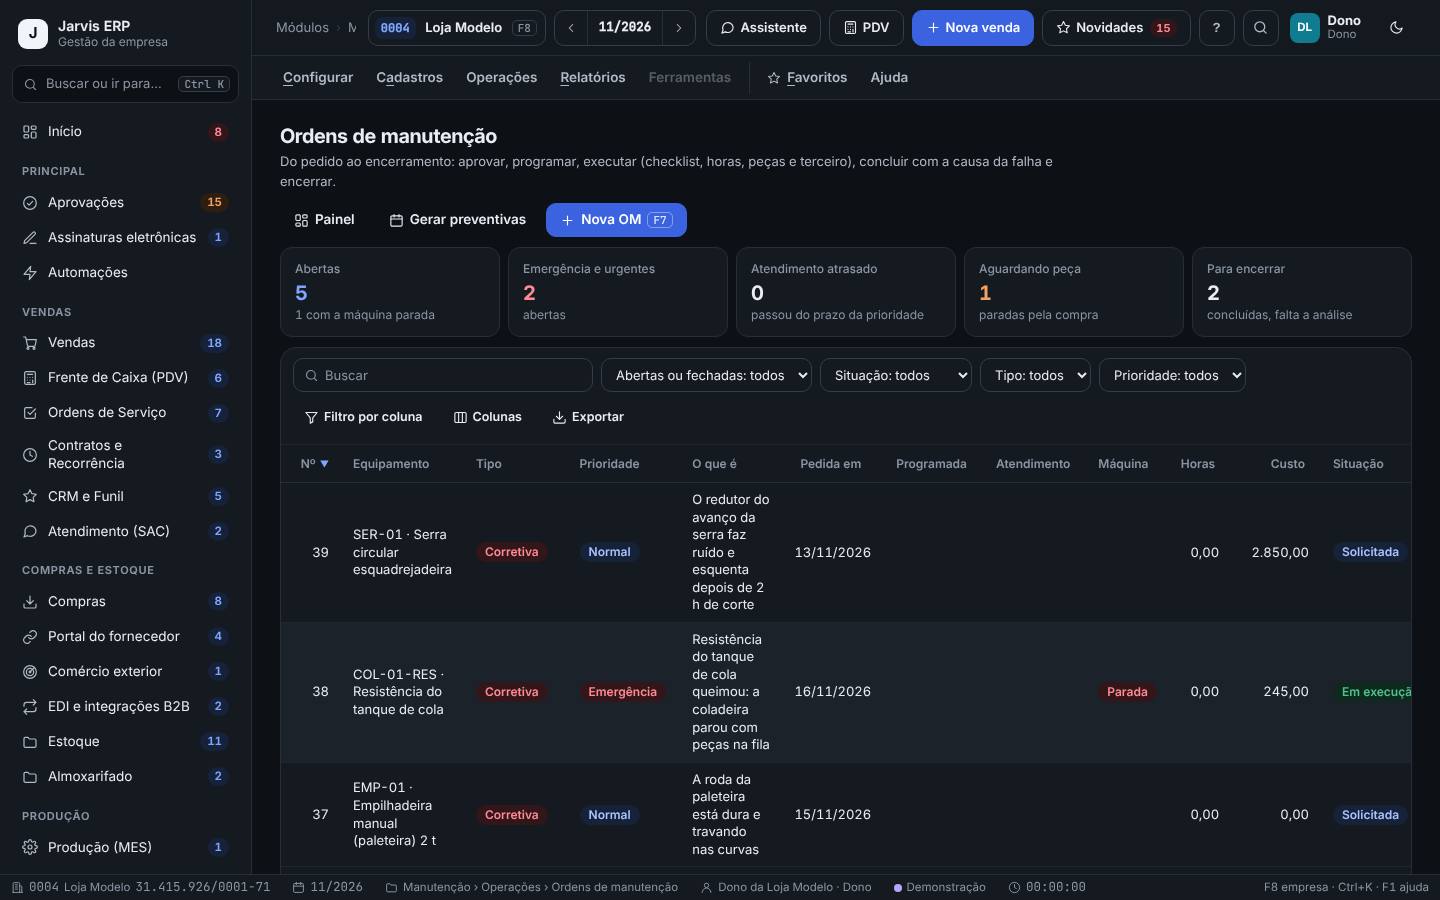 J
Jarvis ERP
Gestão da empresa
Buscar ou ir para... Ctrl K
Início 8
PRINCIPAL
Aprovações 15
Assinaturas eletrônicas 1
Automações
VENDAS
Vendas 18
Frente de Caixa (PDV) 6
Ordens de Serviço 7
Contratos e
Recorrência 3
CRM e Funil 5
Atendimento (SAC) 2
COMPRAS E ESTOQUE
Compras 8
Portal do fornecedor 4
Comércio exterior 1
EDI e integrações B2B 2
Estoque 11
Almoxarifado 2
PRODUÇÃO
Produção (MES) 1
Módulos › M 0004 Loja Modelo F8 ‹ 11/2026 › Assistente PDV + Nova venda Novidades 15 ? DL Dono
Dono
Configurar Cadastros Operações Relatórios Ferramentas Favoritos Ajuda
Ordens de manutenção
Do pedido ao encerramento: aprovar, programar, executar (checklist, horas, peças e terceiro), concluir com a causa da falha e
encerrar.
Painel Gerar preventivas + Nova OM F7
Abertas
5
1 com a máquina parada
Emergência e urgentes
2
abertas
Atendimento atrasado
0
passou do prazo da prioridade
Aguardando peça
1
paradas pela compra
Para encerrar
2
concluídas, falta a análise
Buscar Abertas ou fechadas: todos Situação: todos Tipo: todos Prioridade: todos
Filtro por coluna Colunas Exportar
Nº ▼ Equipamento Tipo Prioridade O que é Pedida em Programada Atendimento Máquina Horas Custo Situação
39
SER-01 · Serra
circular
esquadrejadeira
Corretiva
Normal
O redutor do
avanço da
serra faz
ruído e
esquenta
depois de 2
h de corte
13/11/2026 0,00 2.850,00 Solicitada
38
COL-01-RES ·
Resistência do
tanque de cola
Corretiva
Emergência
Resistência
do tanque
de cola
queimou: a
coladeira
parou com
peças na fila
16/11/2026 Parada 0,00 245,00 Em execuçã
37
EMP-01 ·
Empilhadeira
manual
(paleteira) 2 t
Corretiva
Normal
A roda da
paleteira
está dura e
travando
nas curvas
15/11/2026 0,00 0,00 Solicitada
0004 Loja Modelo 31.415.926/0001-71 11/2026 Manutenção › Operações › Ordens de manutenção Dono da Loja Modelo · Dono Demonstração 00:00:00 F8 empresa · Ctrl+K · F1 ajuda